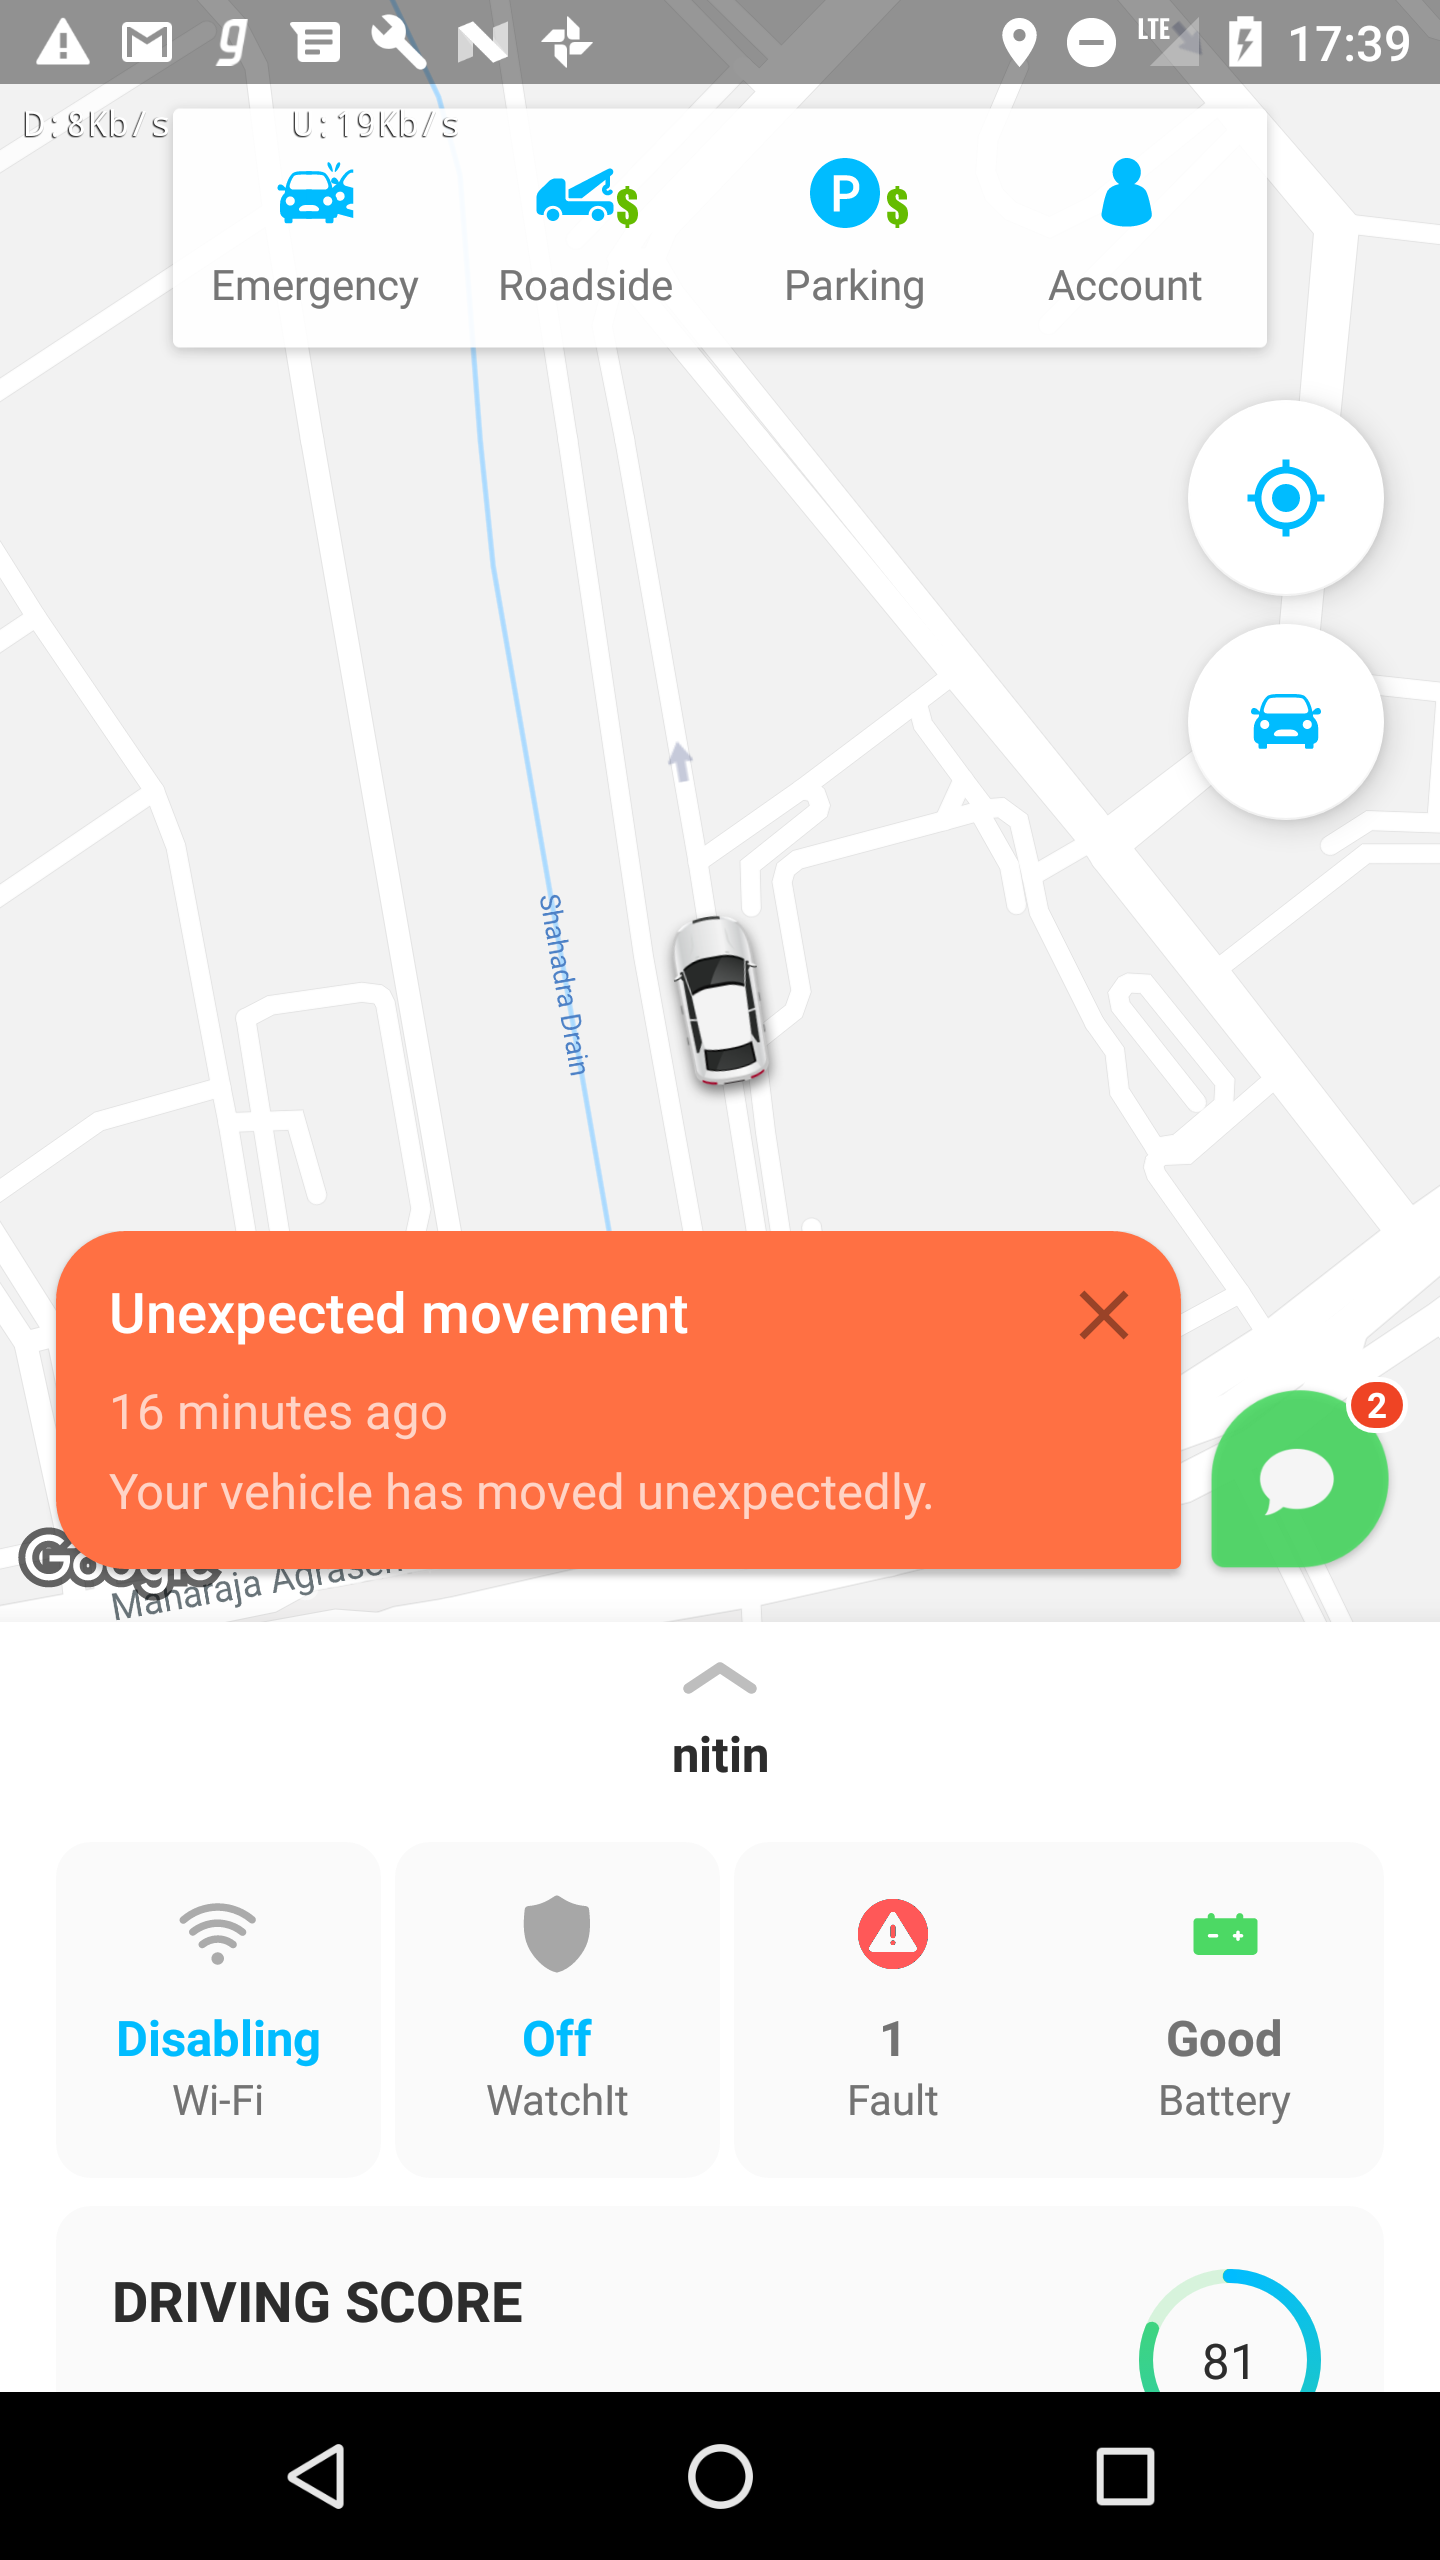 LTE 17:39
D:8Kb/s U:19Kb/s
Emergency Roadside Parking Account
Shahadra Drain
Unexpected movement
16 minutes ago
Your vehicle has moved unexpectedly.
2
Google
Maharaja Agrasen
nitin
Disabling Off 1 Good
Wi-Fi WatchIt Fault Battery
DRIVING SCORE
81